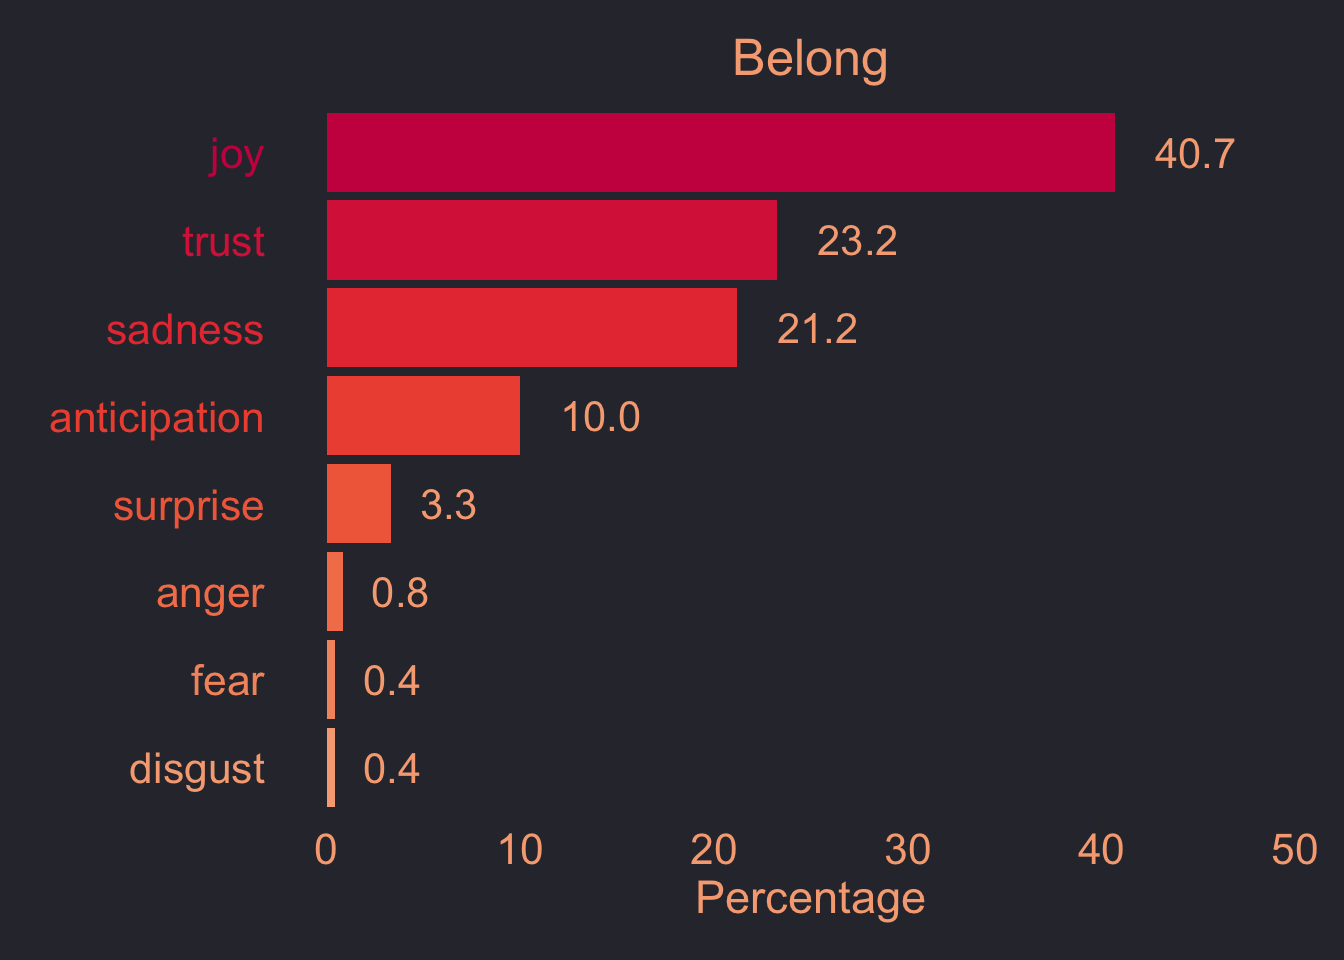 Belong
joy 40.7
trust 23.2
sadness 21.2
anticipation 10.0
surprise 3.3
anger 0.8
fear 0.4
disgust 0.4
0 10 20 30 40 50
Percentage